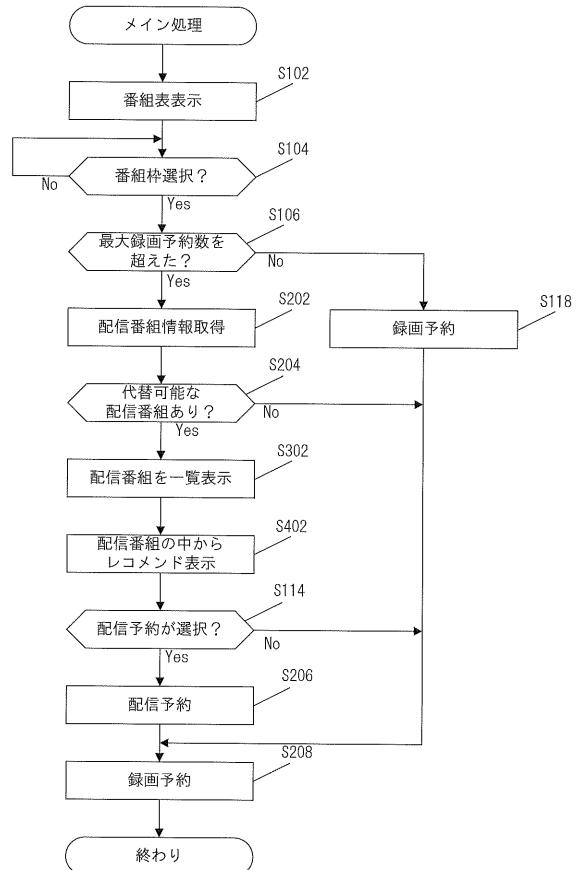 メイン処理
S102
番組表表示
S104
番組枠選択？
No
Yes
S106
最大録画予約数を
超えた？
No
Yes
S202
配信番組情報取得
S118
録画予約
S204
代替可能な
配信番組あり？
No
Yes
S302
配信番組を一覧表示
S402
配信番組の中から
レコメンド表示
S114
配信予約が選択？
No
Yes
S206
配信予約
S208
録画予約
終わり